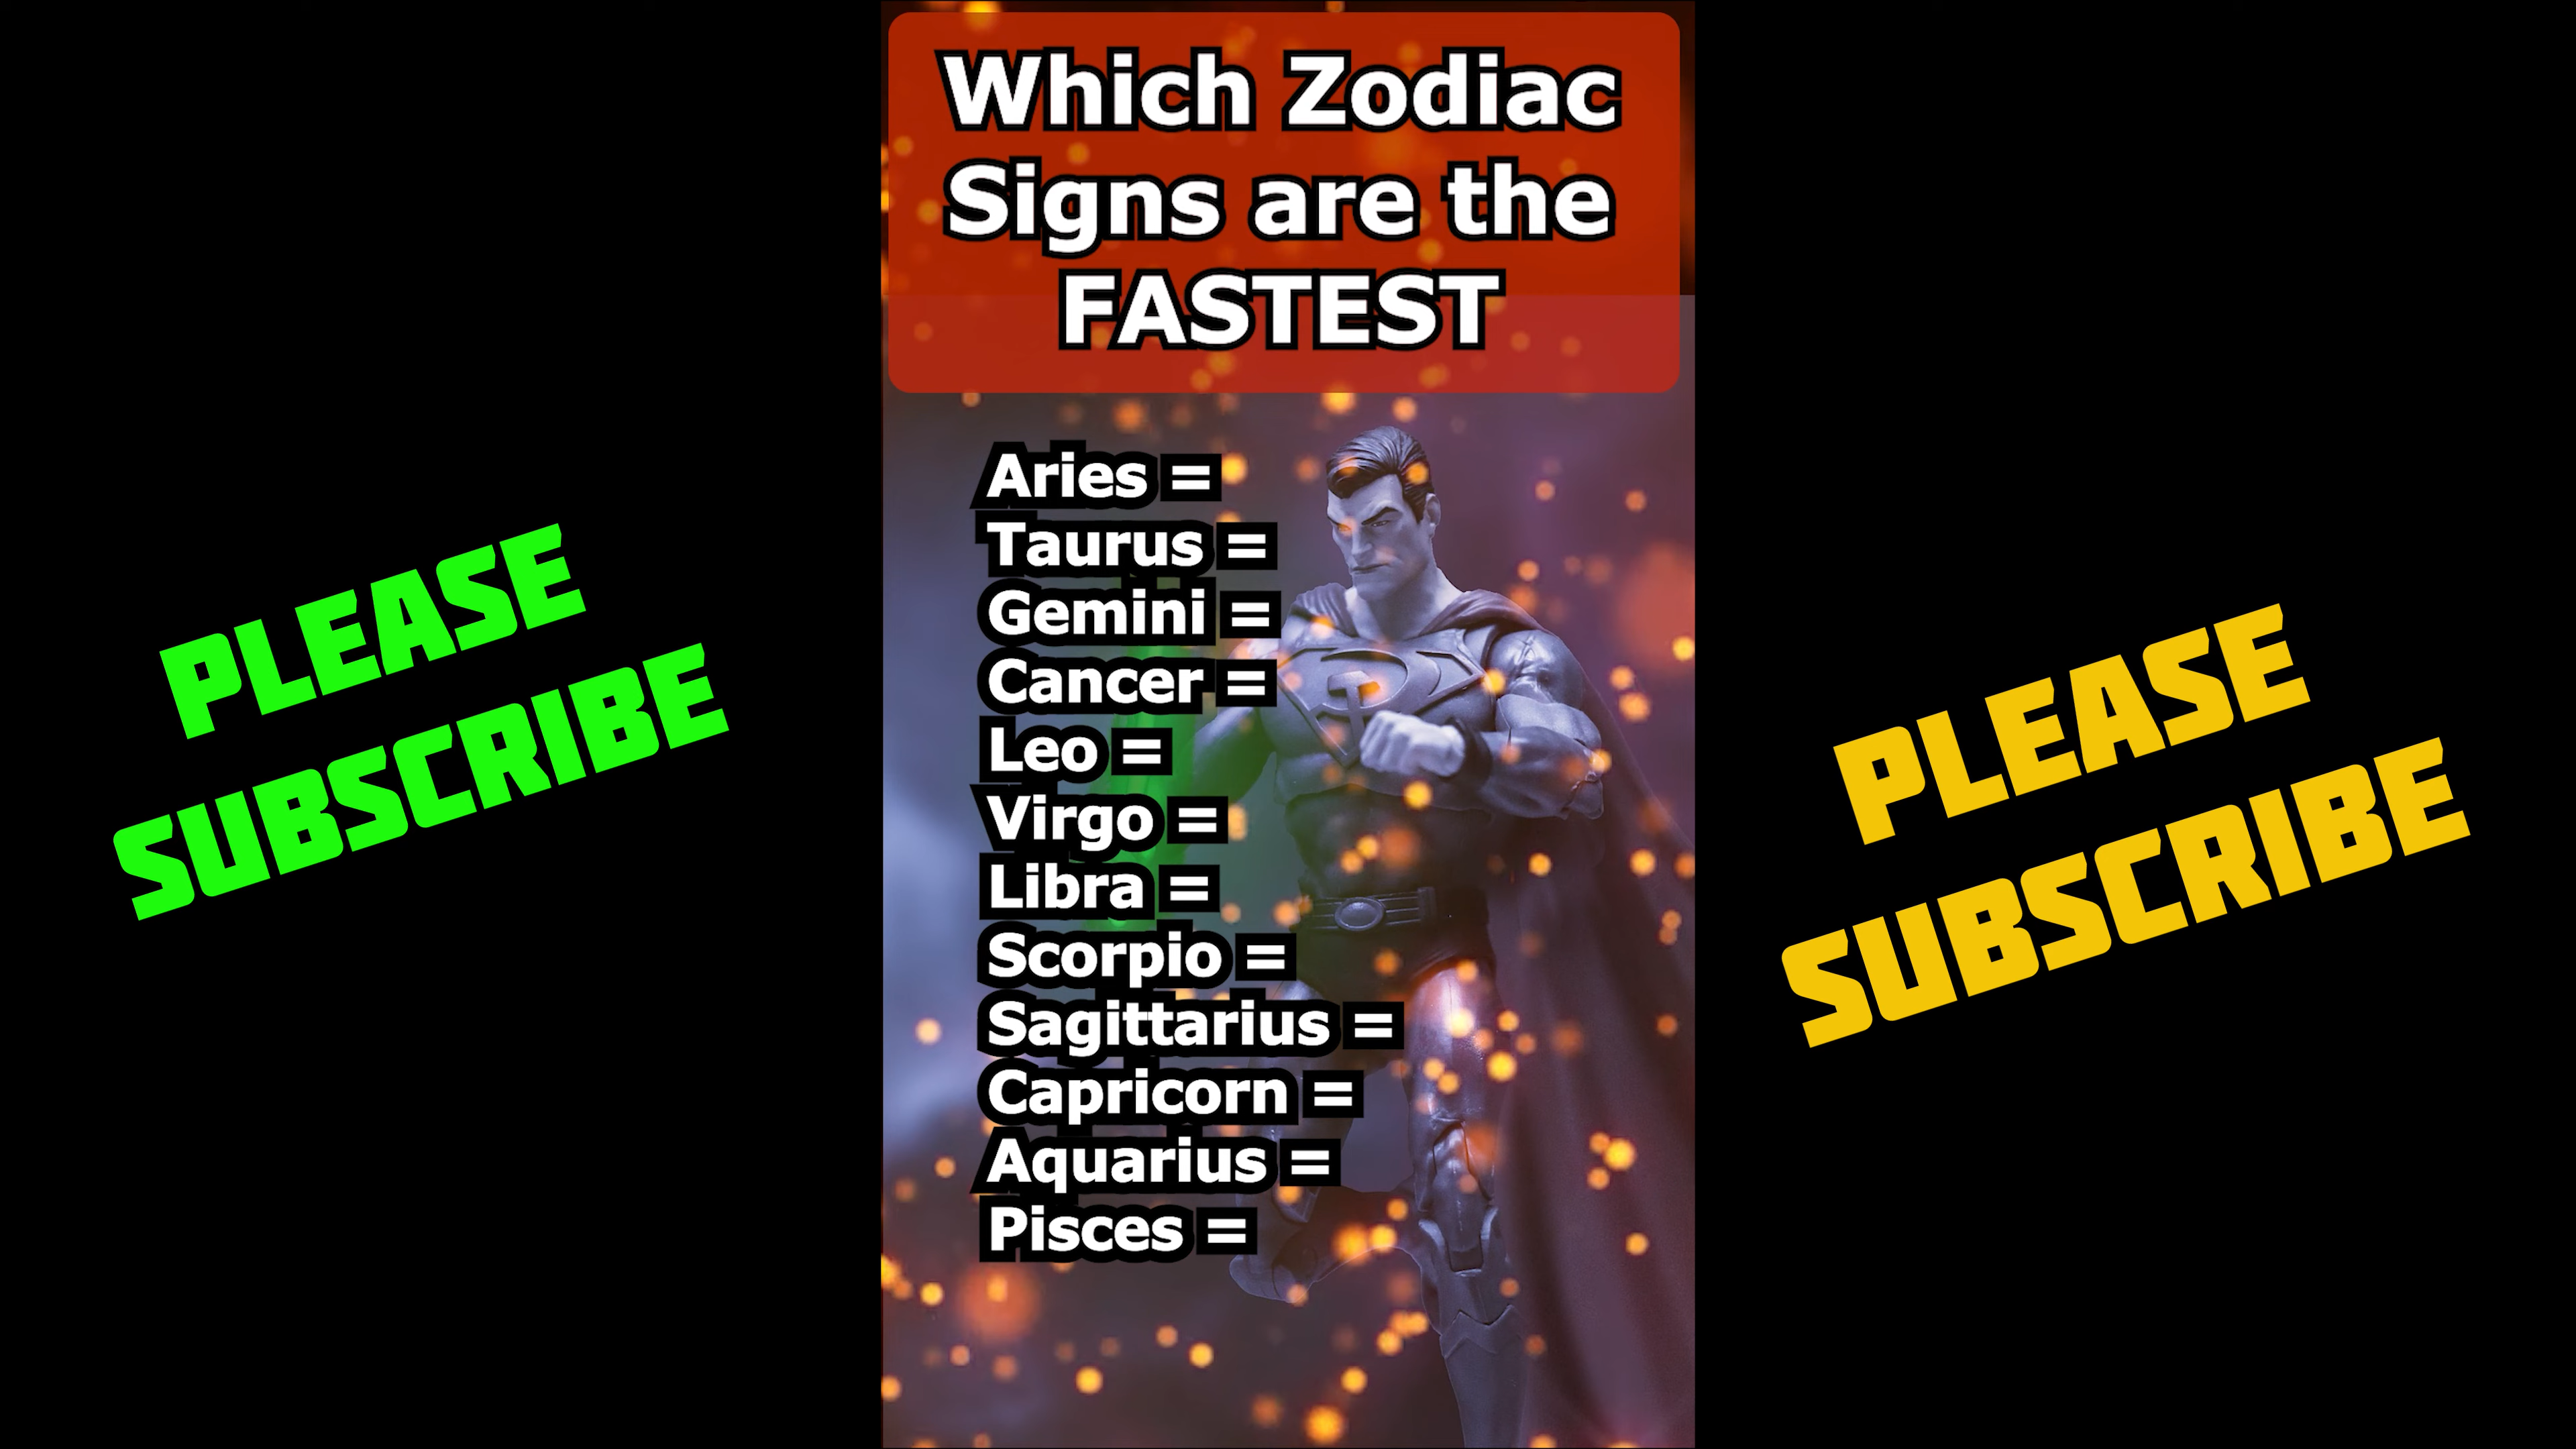 Which Zodiac
Signs are the
FASTEST
Aries =
Taurus =
Gemini =
Cancer =
Leo =
Virgo =
Libra =
Scorpio =
Sagittarius =
Capricorn =
Aquarius =
Pisces =
PLEASE
SUBSCRIBE
PLEASE
SUBSCRIBE